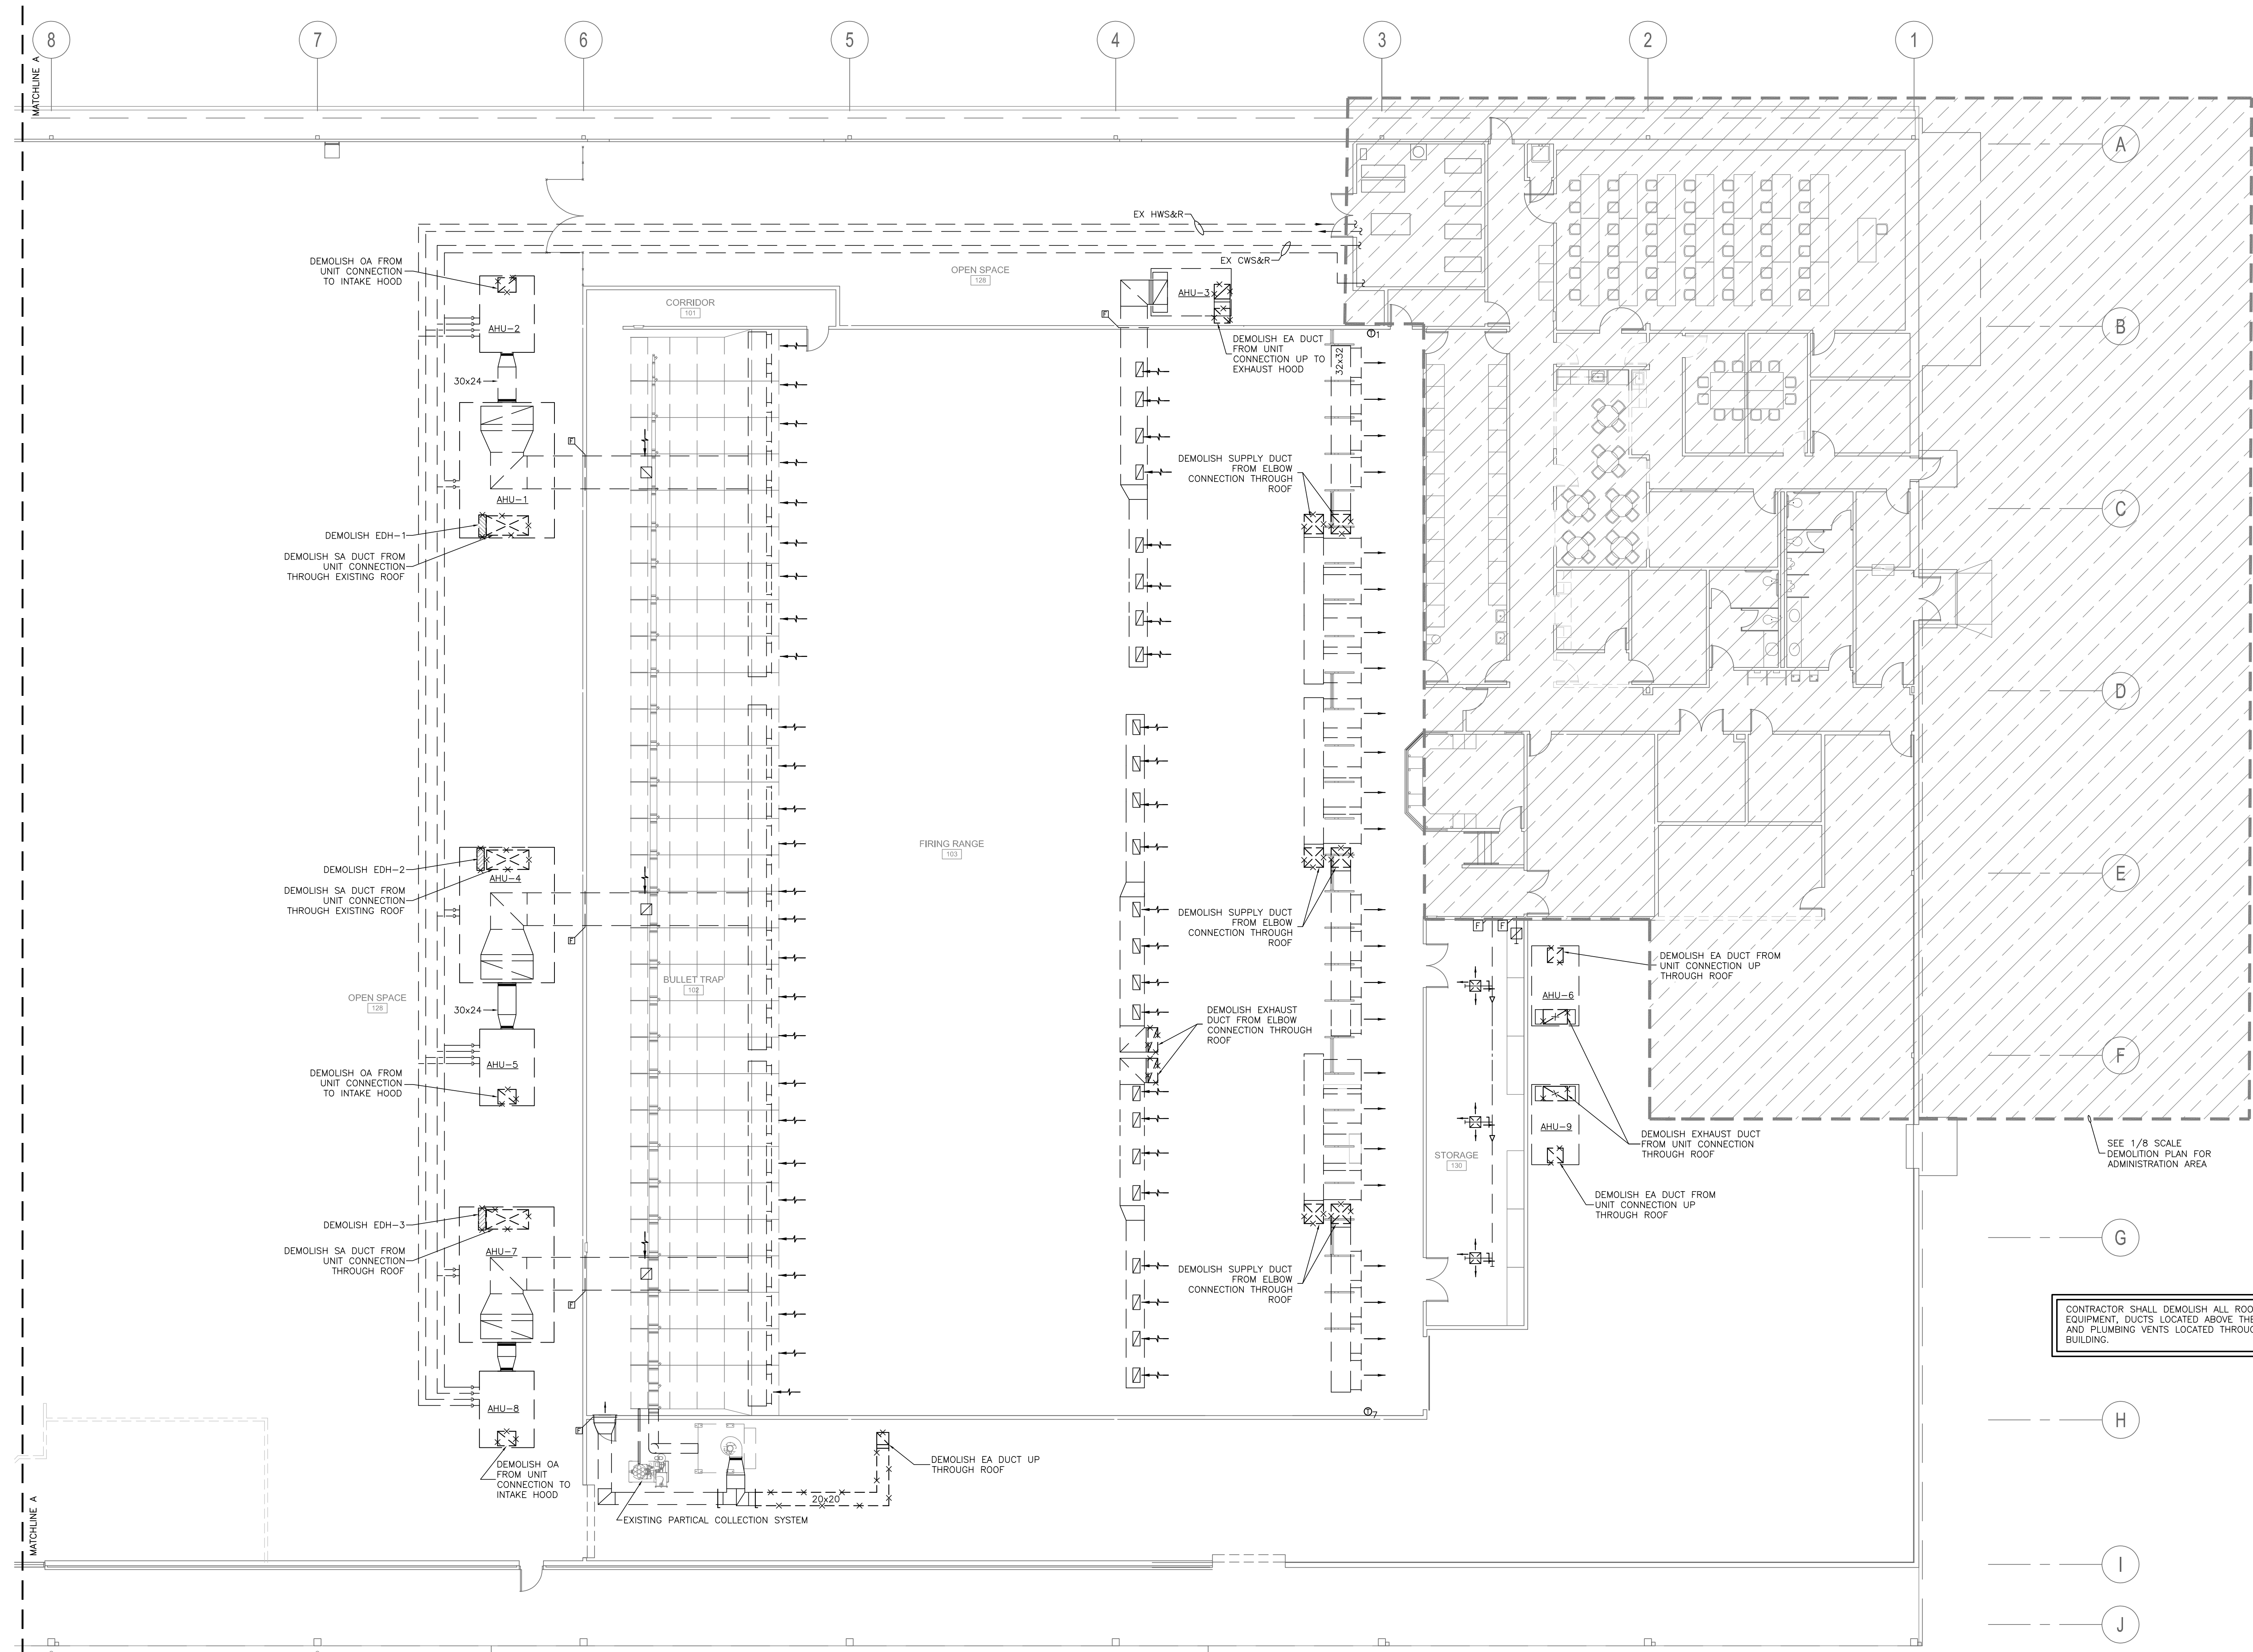 8
7
6
5
4
3
2
1
MATCHLINE A
A
B
C
D
E
F
G
H
I
J
EX HWS&R
EX CWS&R
OPEN SPACE
128
CORRIDOR
101
DEMOLISH OA FROM
UNIT CONNECTION
TO INTAKE HOOD
AHU-2
30x24
AHU-1
DEMOLISH EDH-1
DEMOLISH SA DUCT FROM
UNIT CONNECTION
THROUGH EXISTING ROOF
F
F
AHU-3
DEMOLISH EA DUCT
FROM UNIT
CONNECTION UP TO
EXHAUST HOOD
32x32
T
1
DEMOLISH SUPPLY DUCT
FROM ELBOW
CONNECTION THROUGH
ROOF
DEMOLISH EDH-2
AHU-4
DEMOLISH SA DUCT FROM
UNIT CONNECTION
THROUGH EXISTING ROOF
F
FIRING RANGE
103
BULLET TRAP
102
OPEN SPACE
128
30x24
AHU-5
DEMOLISH OA FROM
UNIT CONNECTION
TO INTAKE HOOD
DEMOLISH SUPPLY DUCT
FROM ELBOW
CONNECTION THROUGH
ROOF
DEMOLISH EXHAUST
DUCT FROM ELBOW
CONNECTION THROUGH
ROOF
F
F
DEMOLISH EA DUCT FROM
UNIT CONNECTION UP
THROUGH ROOF
AHU-6
AHU-9
DEMOLISH EXHAUST DUCT
FROM UNIT CONNECTION
THROUGH ROOF
STORAGE
130
DEMOLISH EA DUCT FROM
UNIT CONNECTION UP
THROUGH ROOF
SEE 1/8 SCALE
DEMOLITION PLAN FOR
ADMINISTRATION AREA
DEMOLISH EDH-3
AHU-7
DEMOLISH SA DUCT FROM
UNIT CONNECTION
THROUGH ROOF
F
DEMOLISH SUPPLY DUCT
FROM ELBOW
CONNECTION THROUGH
ROOF
CONTRACTOR SHALL DEMOLISH ALL ROO
EQUIPMENT, DUCTS LOCATED ABOVE THE
AND PLUMBING VENTS LOCATED THROUG
BUILDING.
AHU-8
F
T
7
DEMOLISH OA
FROM UNIT
CONNECTION TO
INTAKE HOOD
DEMOLISH EA DUCT UP
THROUGH ROOF
20x20
EXISTING PARTICAL COLLECTION SYSTEM
MATCHLINE A